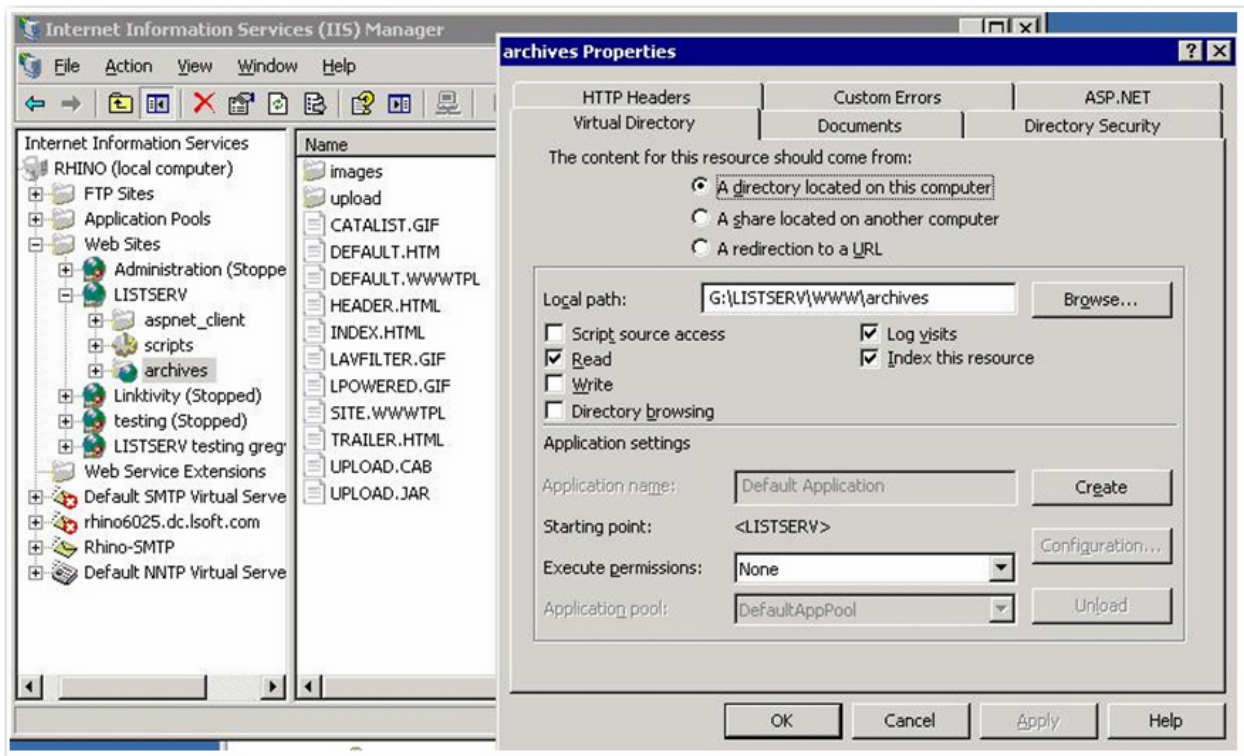 Internet Information Services (IIS) Manager
File Action View Window Help
Internet Information Services
RHINO (local computer)
FTP Sites
Application Pools
Web Sites
Administration (Stoppe
LISTSERV
aspnet_client
scripts
archives
Linktivity (Stopped)
testing (Stopped)
LISTSERV testing greg
Web Service Extensions
Default SMTP Virtual Serve
rhino6025.dc.lsoft.com
Rhino-SMTP
Default NNTP Virtual Serve
Name
images
upload
CATALIST.GIF
DEFAULT.HTM
DEFAULT.WWWTPL
HEADER.HTML
INDEX.HTML
LAVFILTER.GIF
LPOWERED.GIF
SITE.WWWTPL
TRAILER.HTML
UPLOAD.CAB
UPLOAD.JAR
archives Properties
HTTP Headers Custom Errors ASP.NET
Virtual Directory Documents Directory Security
The content for this resource should come from:
A directory located on this computer
A share located on another computer
A redirection to a URL
Local path: G:\LISTSERV\WWW\archives Browse...
Script source access Log visits
Read Index this resource
Write
Directory browsing
Application settings
Application name: Default Application Create
Starting point: <LISTSERV>
Configuration...
Execute permissions: None
Application pool: DefaultAppPool Unload
OK Cancel Apply Help